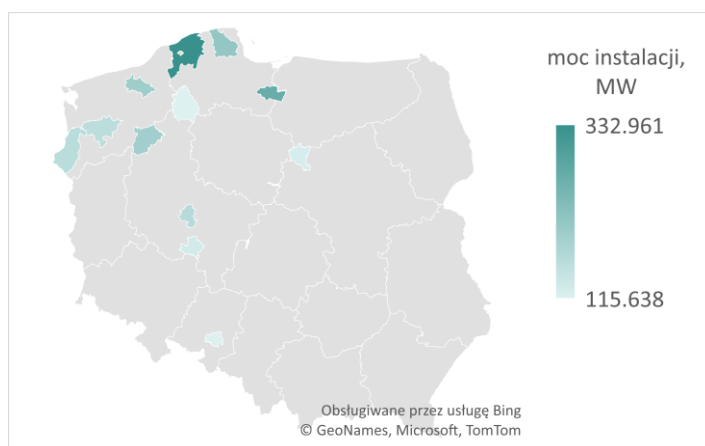 moc instalacji,
MW
332.961
115.638
Obsługiwane przez usługę Bing
© GeoNames, Microsoft, TomTom